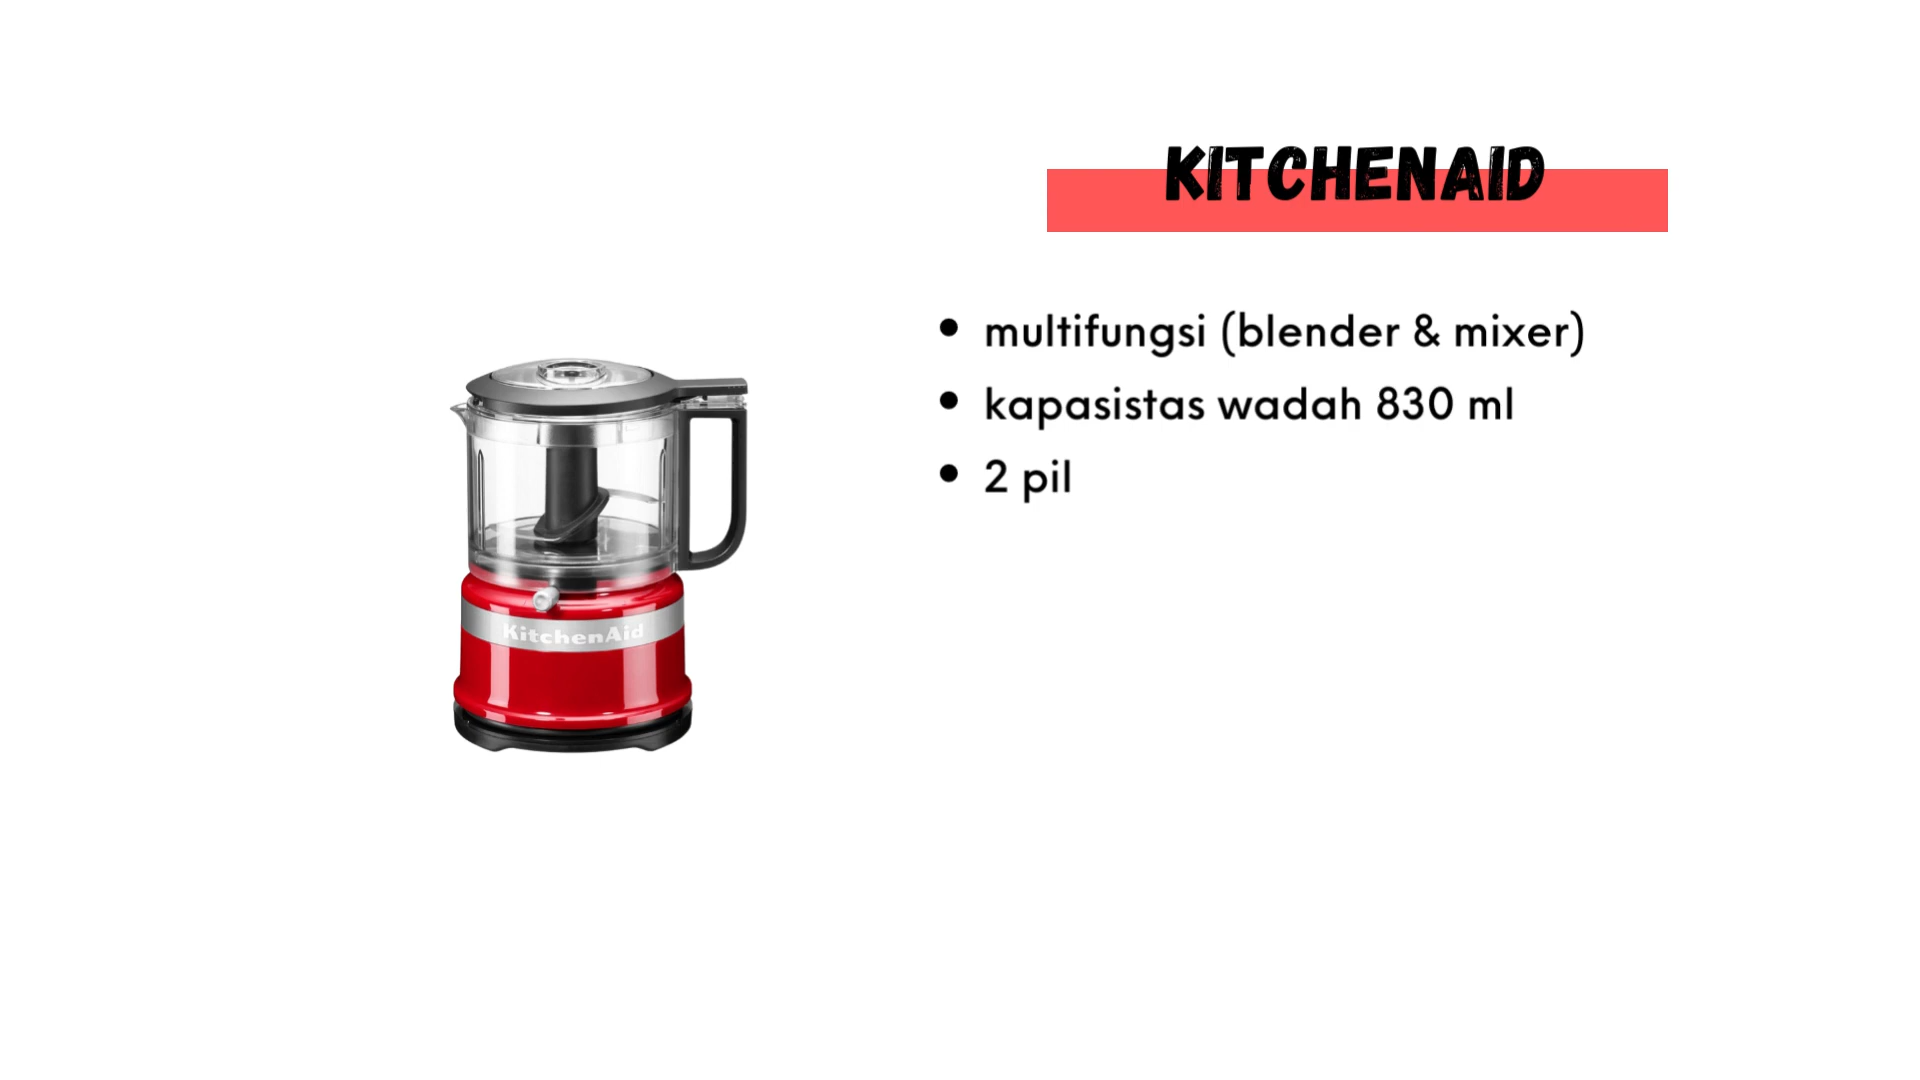 KITCHENAID
• multifungsi (blender & mixer)
• kapasistas wadah 830 ml
• 2 pil
KitchenAid